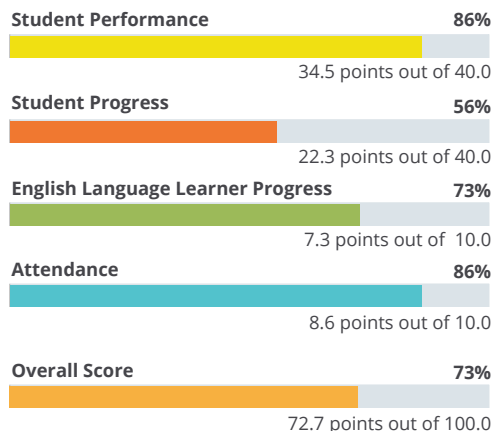 Student Performance 86%
34.5 points out of 40.0
Student Progress 56%
22.3 points out of 40.0
English Language Learner Progress 73%
7.3 points out of 10.0
Attendance 86%
8.6 points out of 10.0
Overall Score 73%
72.7 points out of 100.0